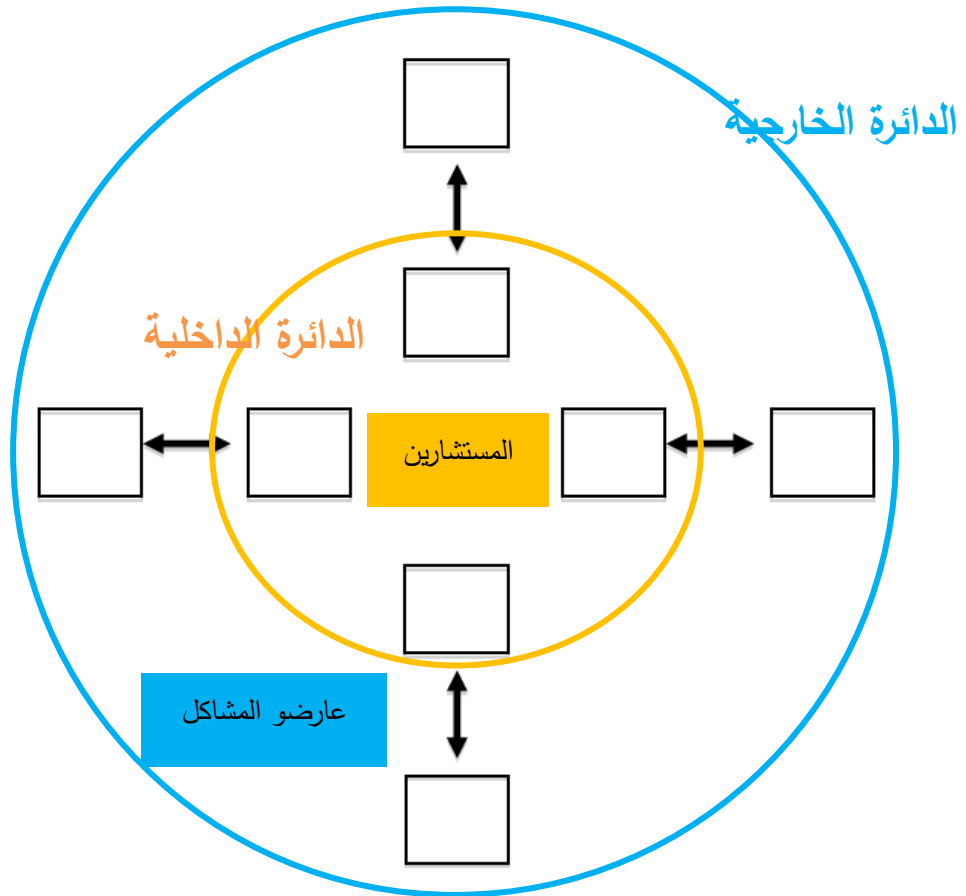 الدائرة الخارجية
الدائرة الداخلية
المستشارين
عارضو المشاكل